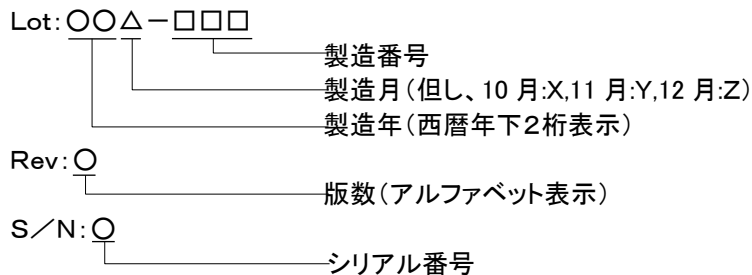 Lot:○○△－□□□
製造番号
製造月(但し、10 月:X,11 月:Y,12 月:Z)
製造年(西暦年下２桁表示)
Rev:○
版数(アルファベット表示)
S／N:○
シリアル番号